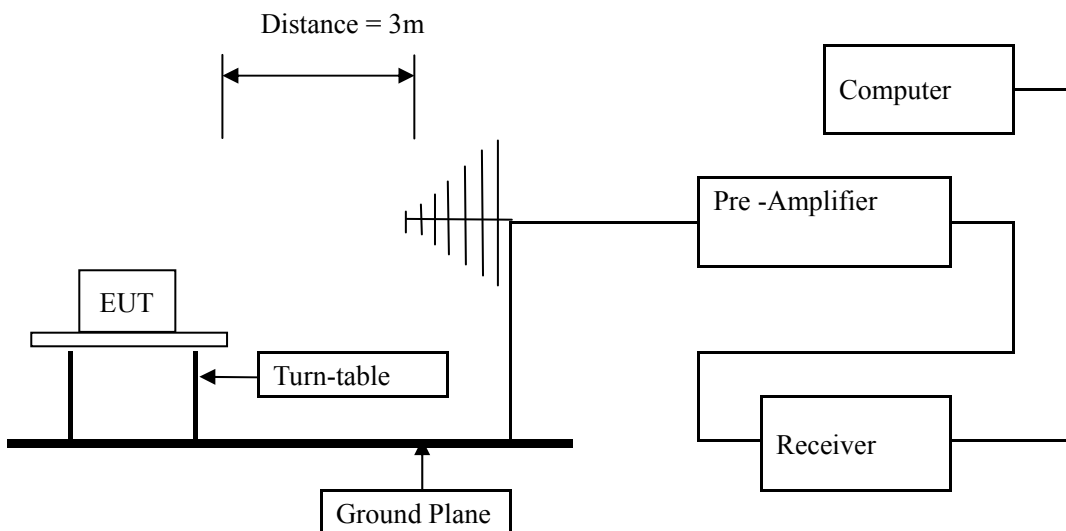 Distance = 3m
Computer
Pre -Amplifier
EUT
Turn-table
Receiver
Ground Plane